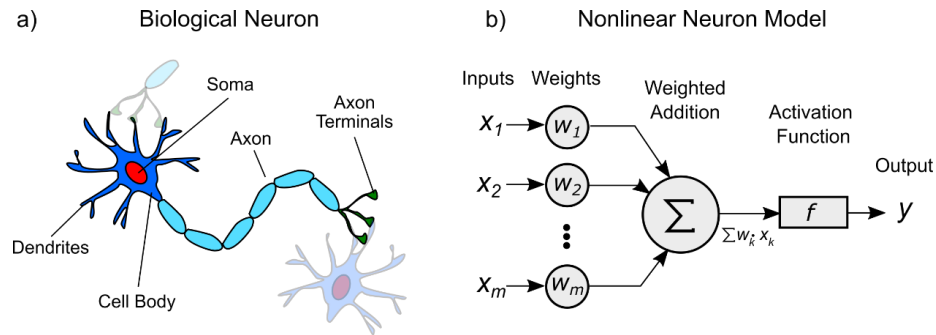 a)
Biological Neuron
Soma
Axon
Axon
Terminals
Dendrites
Cell Body
b)
Nonlinear Neuron Model
Inputs
Weights
Weighted
Addition
Activation
Function
Output
x₁
w₁
x₂
w₂
xₘ
wₘ
∑
∑wₖ·xₖ
f
y